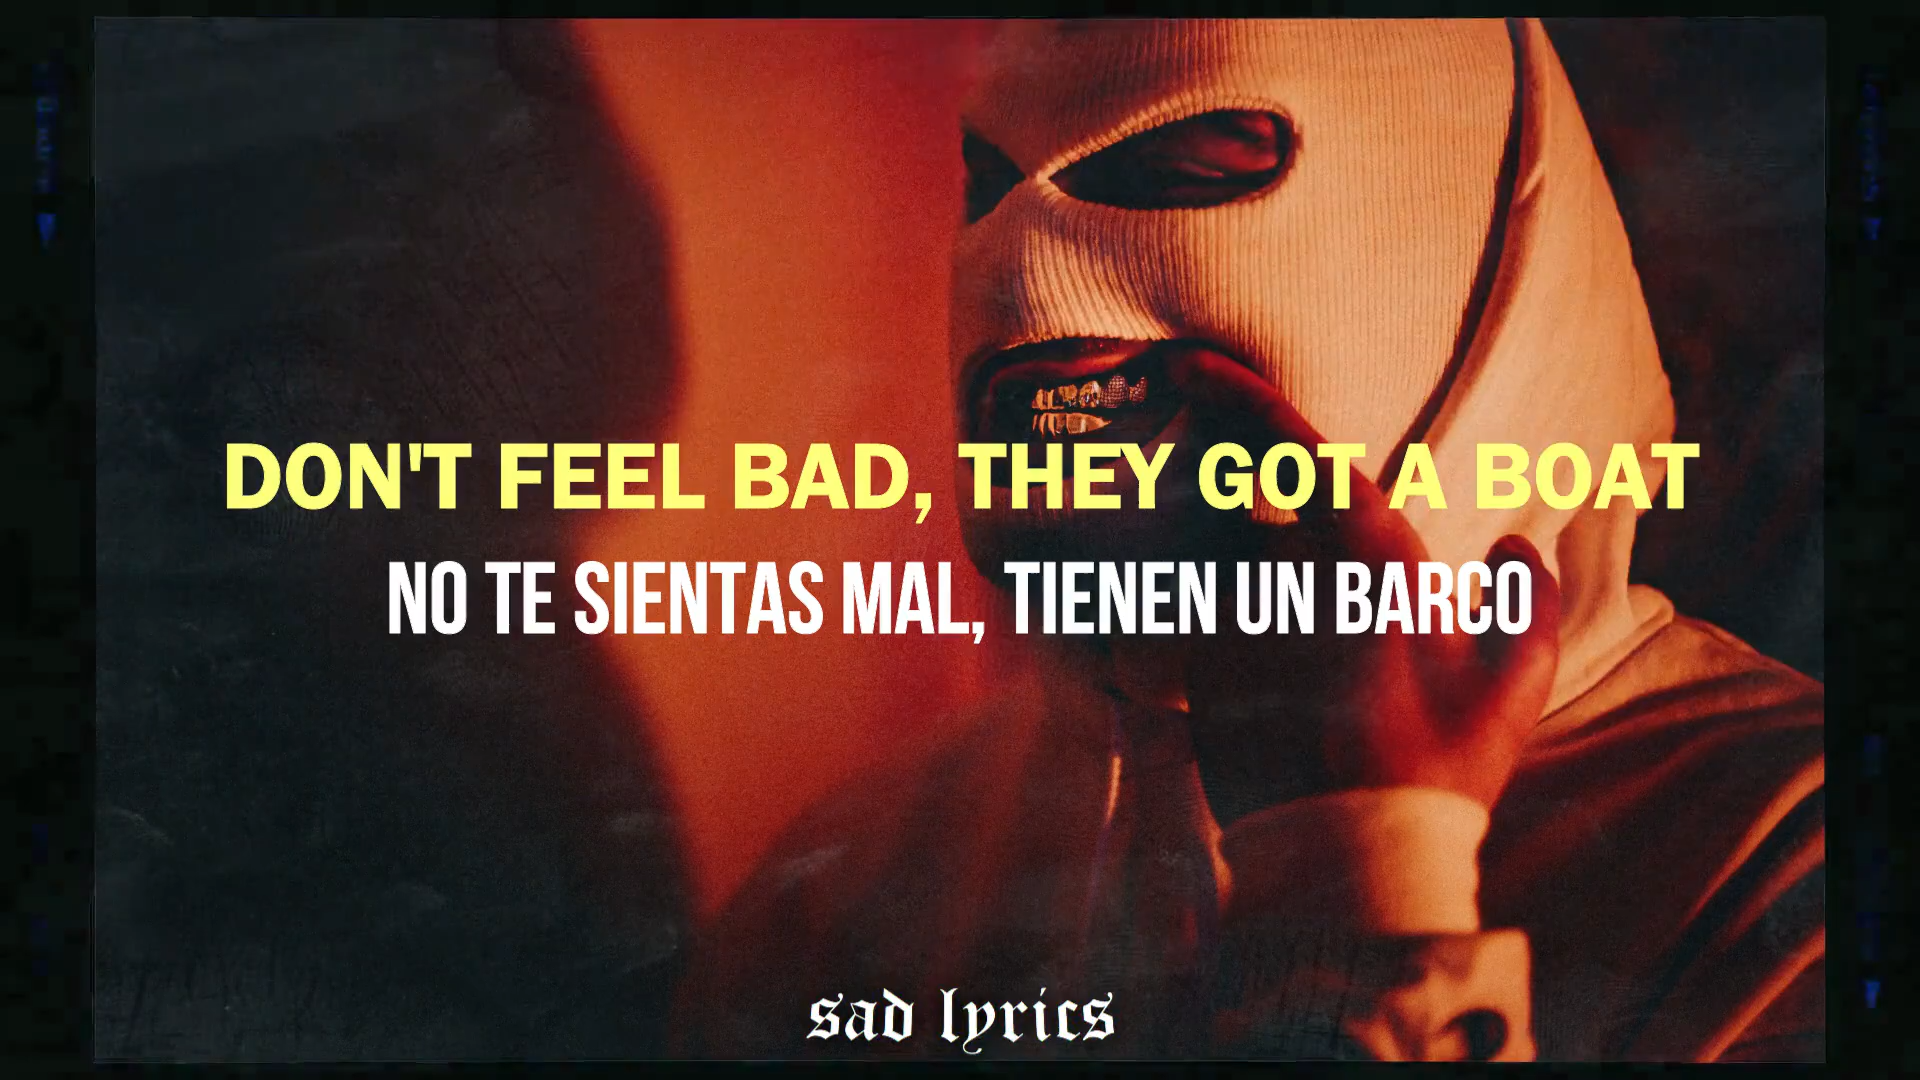 DON'T FEEL BAD, THEY GOT A BOAT
NO TE SIENTAS MAL, TIENEN UN BARCO
sad lyrics